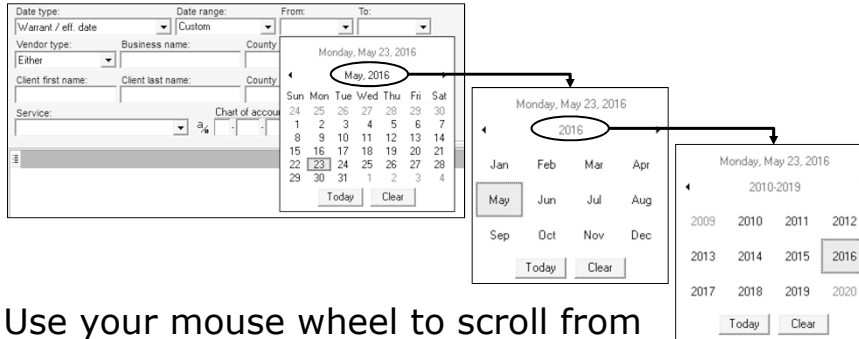 Date type: Date range: From: To:
Warrant / eff. date Custom
Vendor type: Business name: County
Either
Client first name: Client last name: County
Service: Chart of accou
- -
Monday, May 23, 2016
May, 2016
Sun Mon Tue Wed Thu Fri Sat
24 25 26 27 28 29 30
1 2 3 4 5 6 7
8 9 10 11 12 13 14
15 16 17 18 19 20 21
22 23 24 25 26 27 28
29 30 31 1 2 3 4
Today Clear
Monday, May 23, 2016
2016
Jan Feb Mar Apr
May Jun Jul Aug
Sep Oct Nov Dec
Today Clear
Monday, May 23, 2016
2010-2019
2009 2010 2011 2012
2013 2014 2015 2016
2017 2018 2019 2020
Today Clear
Use your mouse wheel to scroll from